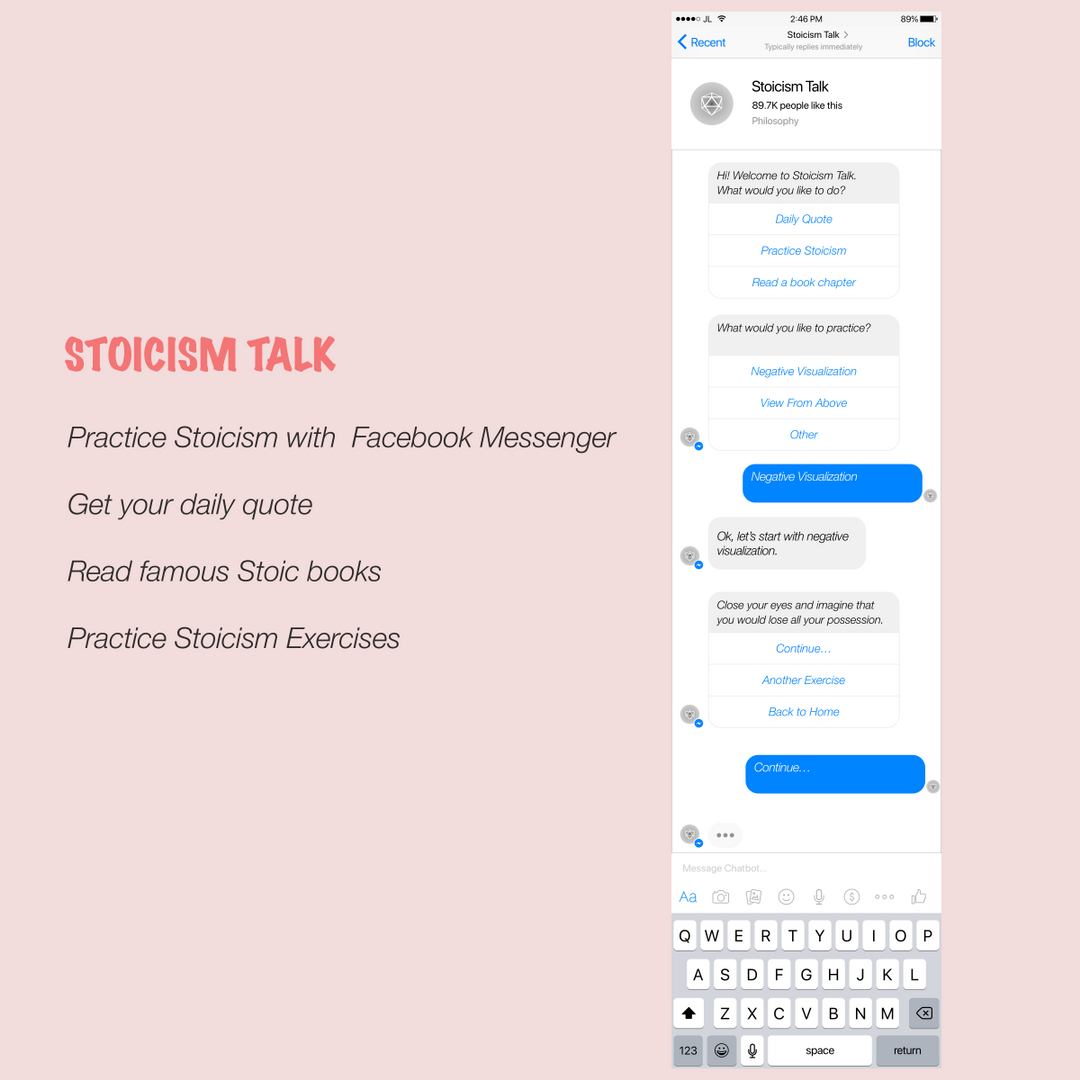 STOICISM TALK
Practice Stoicism with  Facebook Messenger
Get your daily quote
Read famous Stoic books
Practice Stoicism Exercises
JL
2:46 PM
89%
Recent
Stoicism Talk
Typically replies immediately
Block
Stoicism Talk
89.7K people like this
Philosophy
Hi! Welcome to Stoicism Talk.
What would you like to do?
Daily Quote
Practice Stoicism
Read a book chapter
What would you like to practice?
Negative Visualization
View From Above
Other
Negative Visualization
Ok, let’s start with negative
visualization.
Close your eyes and imagine that
you would lose all your possession.
Continue…
Another Exercise
Back to Home
Continue…
Message Chatbot...
Aa
Q W E R T Y U I O P
A S D F G H J K L
Z X C V B N M
123 space return